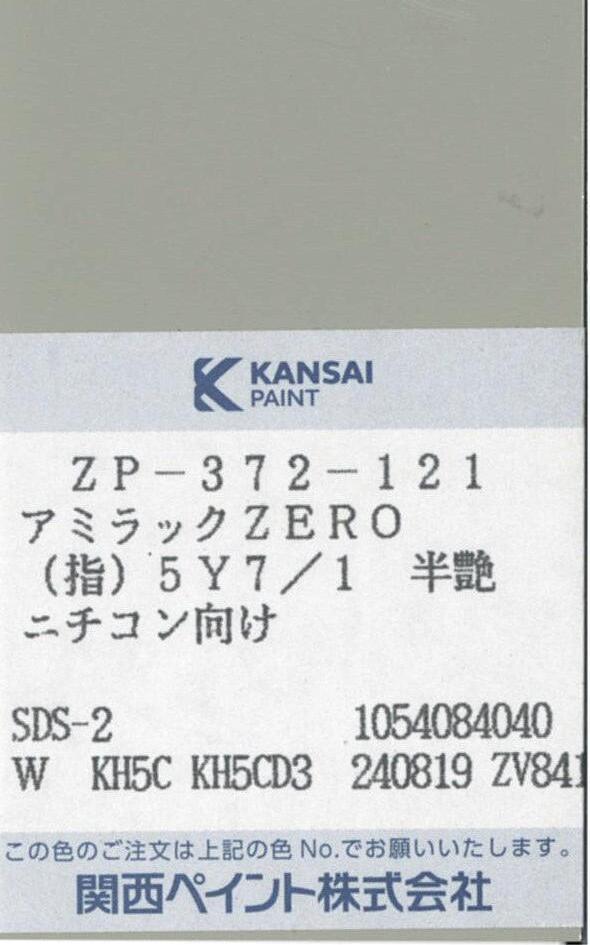 KANSAI
PAINT
ZP-372-121
アミラックZERO
(指)5Y7/1 半艶
ニチコン向け
SDS-2 1054084040
W KH5C KH5CD3 240819 ZV841
この色のご注文は上記の色No.でお願いいたします。
関西ペイント株式会社